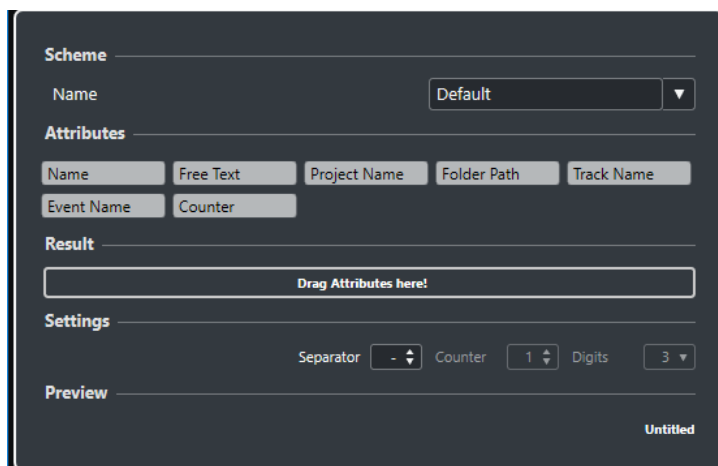 Scheme
Name Default
Attributes
Name Free Text Project Name Folder Path Track Name
Event Name Counter
Result
Drag Attributes here!
Settings
Separator - Counter 1 Digits 3
Preview
Untitled